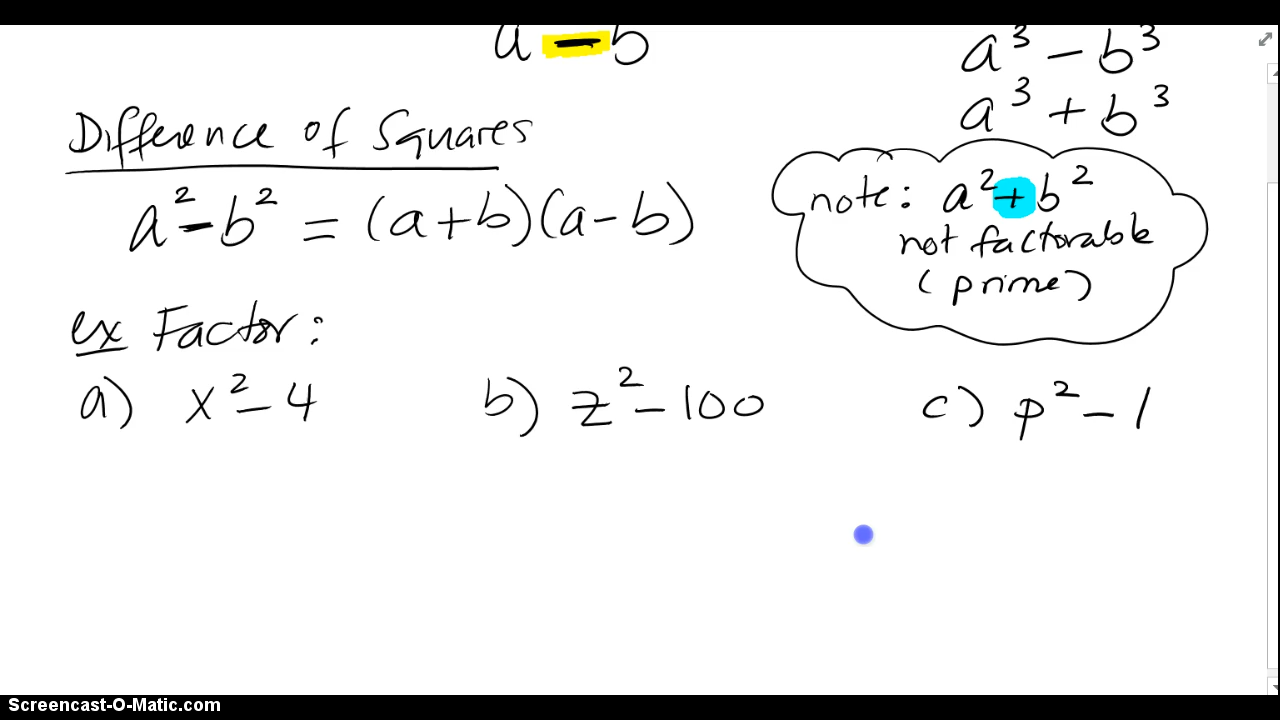 a - b
a³ - b³
a³ + b³
Difference of Squares
a² - b² = (a + b)(a - b)
note: a² + b²
not factorable
(prime)
ex Factor:
a) x² - 4
b) z² - 100
c) p² - 1
Screencast-O-Matic.com